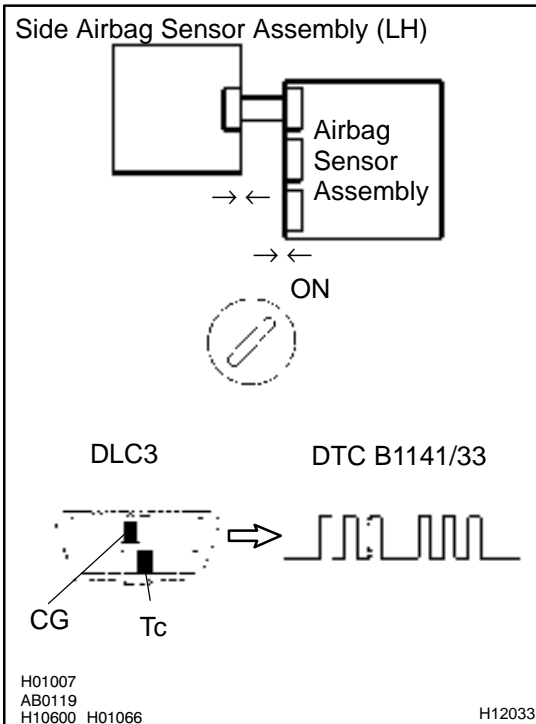 Side Airbag Sensor Assembly (LH)
Airbag
Sensor
Assembly
ON
DLC3
DTC B1141/33
CG
Tc
H01007
AB0119
H10600 H01066
H12033